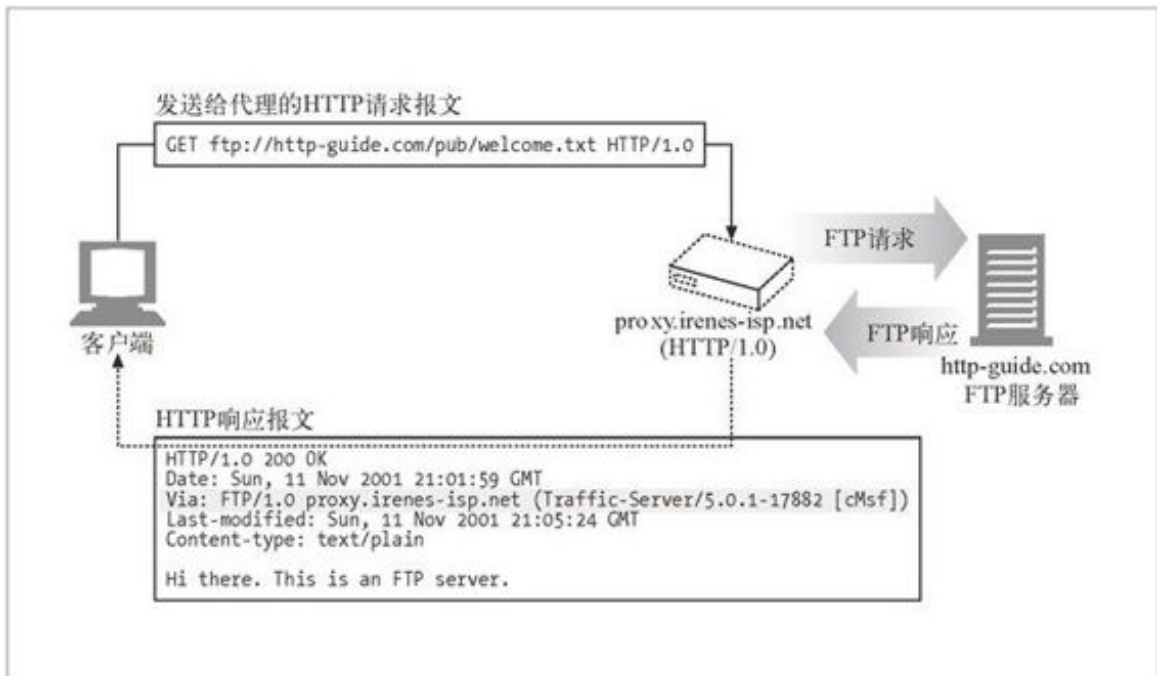 发送给代理的HTTP请求报文
GET ftp://http-guide.com/pub/welcome.txt HTTP/1.0
FTP请求
客户端
proxy.irenes-isp.net
(HTTP/1.0)
FTP响应
http-guide.com
FTP服务器
HTTP响应报文
HTTP/1.0 200 OK
Date: Sun, 11 Nov 2001 21:01:59 GMT
Via: FTP/1.0 proxy.irenes-isp.net (Traffic-Server/5.0.1-17882 [cMsf])
Last-modified: Sun, 11 Nov 2001 21:05:24 GMT
Content-type: text/plain
Hi there. This is an FTP server.